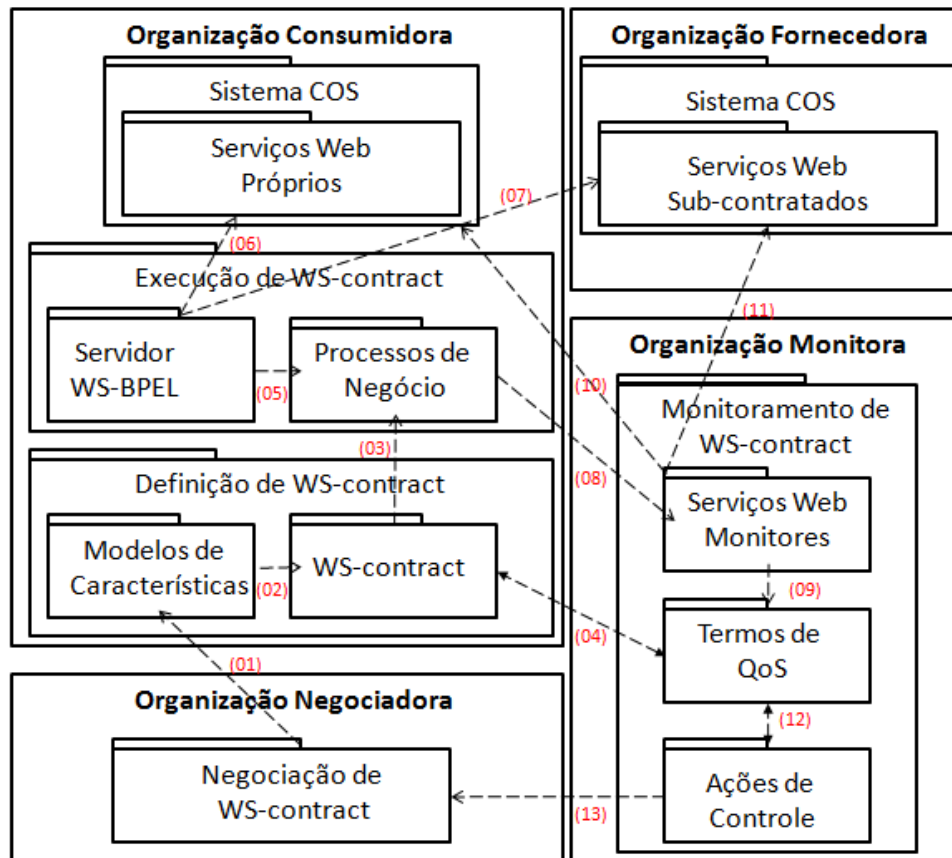 Organização Consumidora
Sistema COS
Serviços Web
Próprios
(06)
(07)
Execução de WS-contract
Servidor
WS-BPEL
(05)
Processos de
Negócio
(03)
Definição de WS-contract
Modelos de
Características
(02)
WS-contract
(01)
Organização Negociadora
Negociação de
WS-contract
Organização Fornecedora
Sistema COS
Serviços Web
Sub-contratados
(11)
(10)
(08)
(04)
(13)
Organização Monitora
Monitoramento de
WS-contract
Serviços Web
Monitores
(09)
Termos de
QoS
(12)
Ações de
Controle